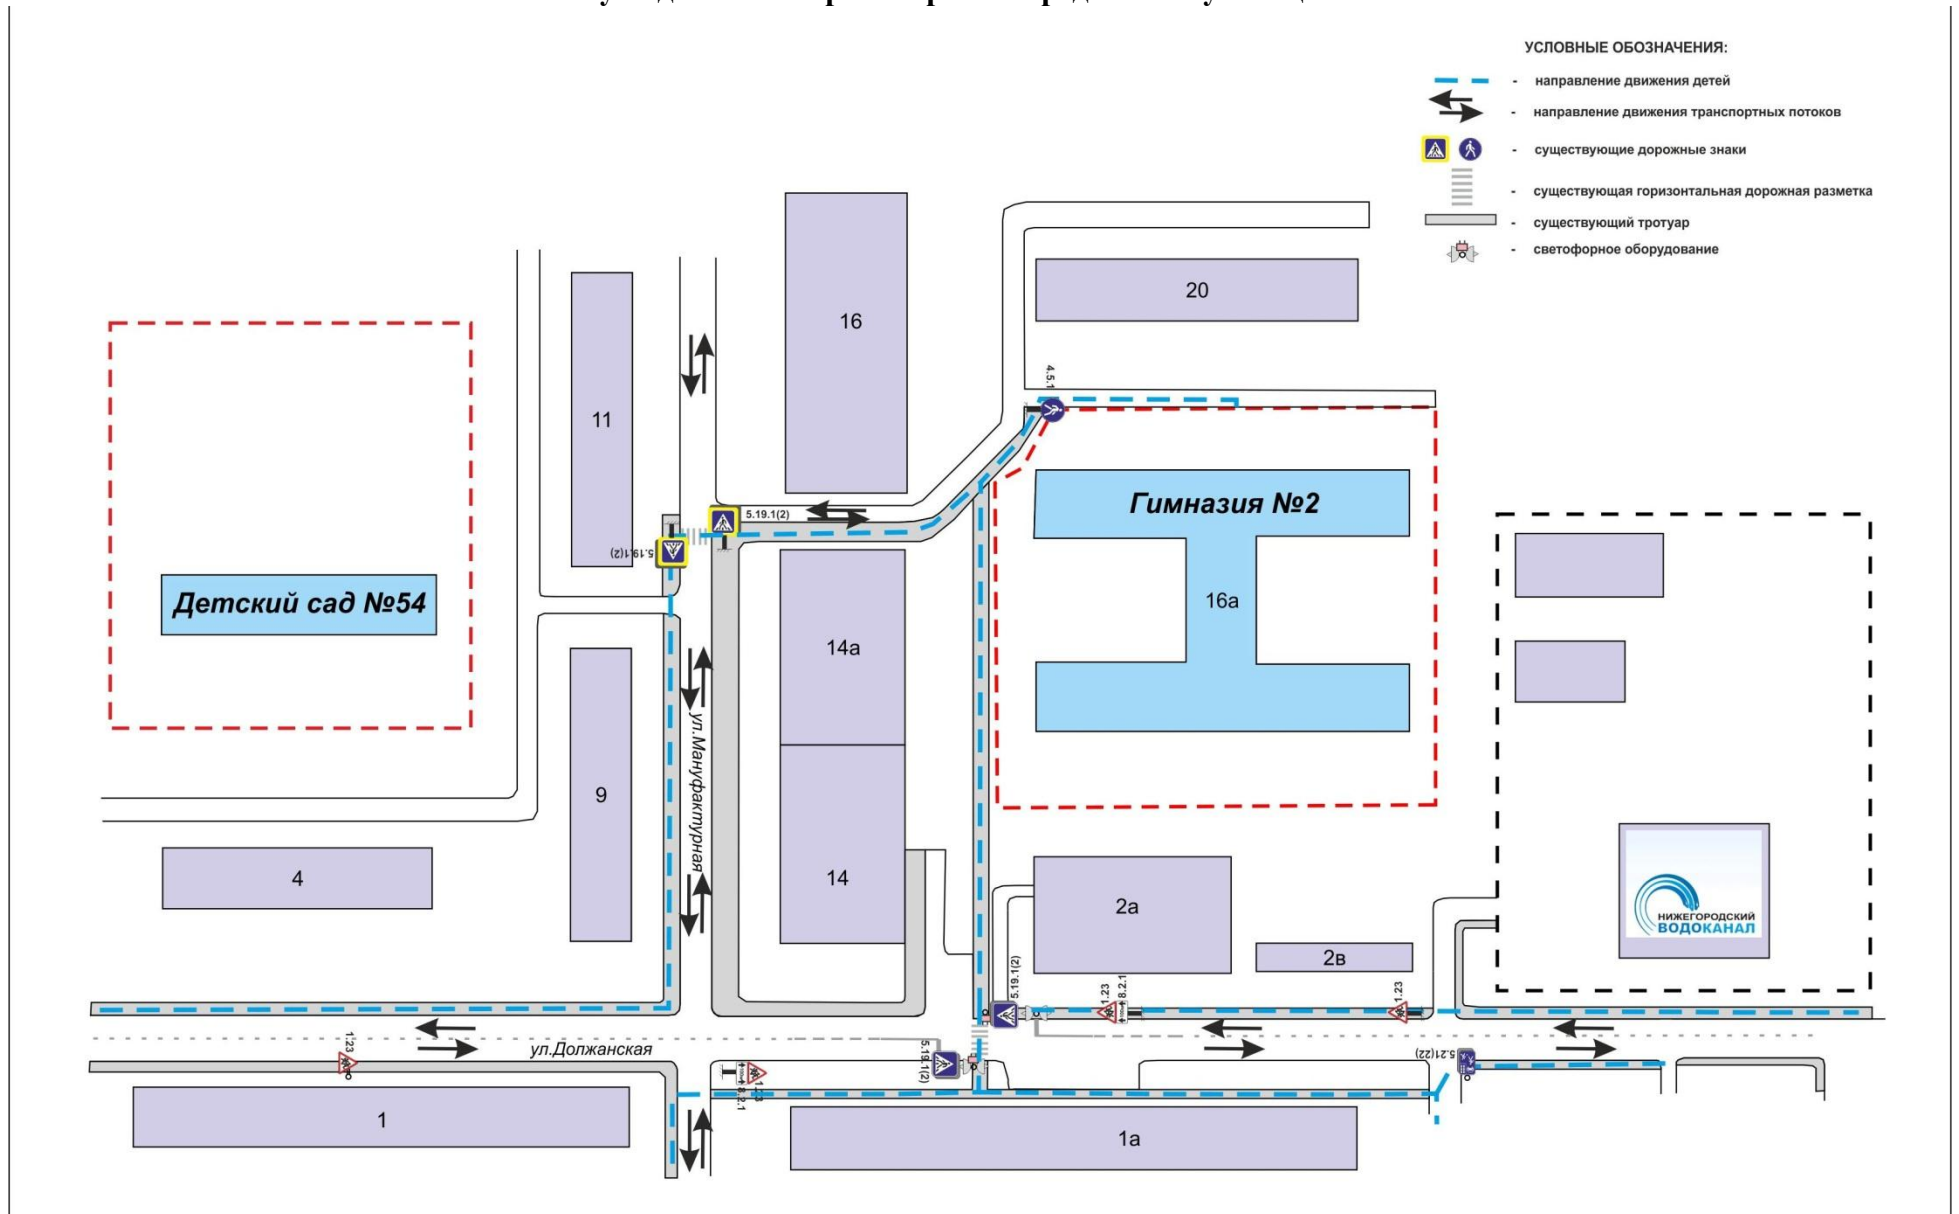 УСЛОВНЫЕ ОБОЗНАЧЕНИЯ:
- направление движения детей
- направление движения транспортных потоков
- существующие дорожные знаки
- существующая горизонтальная дорожная разметка
- существующий тротуар
- светофорное оборудование
20
16
4.5.1
11
Гимназия №2
5.19.1(2)
5.19.1(2)
Детский сад №54
16а
14а
ул.Мануфактурная
9
4
14
2а
НИЖЕГОРОДСКИЙ
ВОДОКАНАЛ
2в
5.19.1(2)
1.23
8.2.1
1.23
ул.Должанская
1.23
5.19.1(2)
5.21(22)
1.23
8.2.1
1
1а